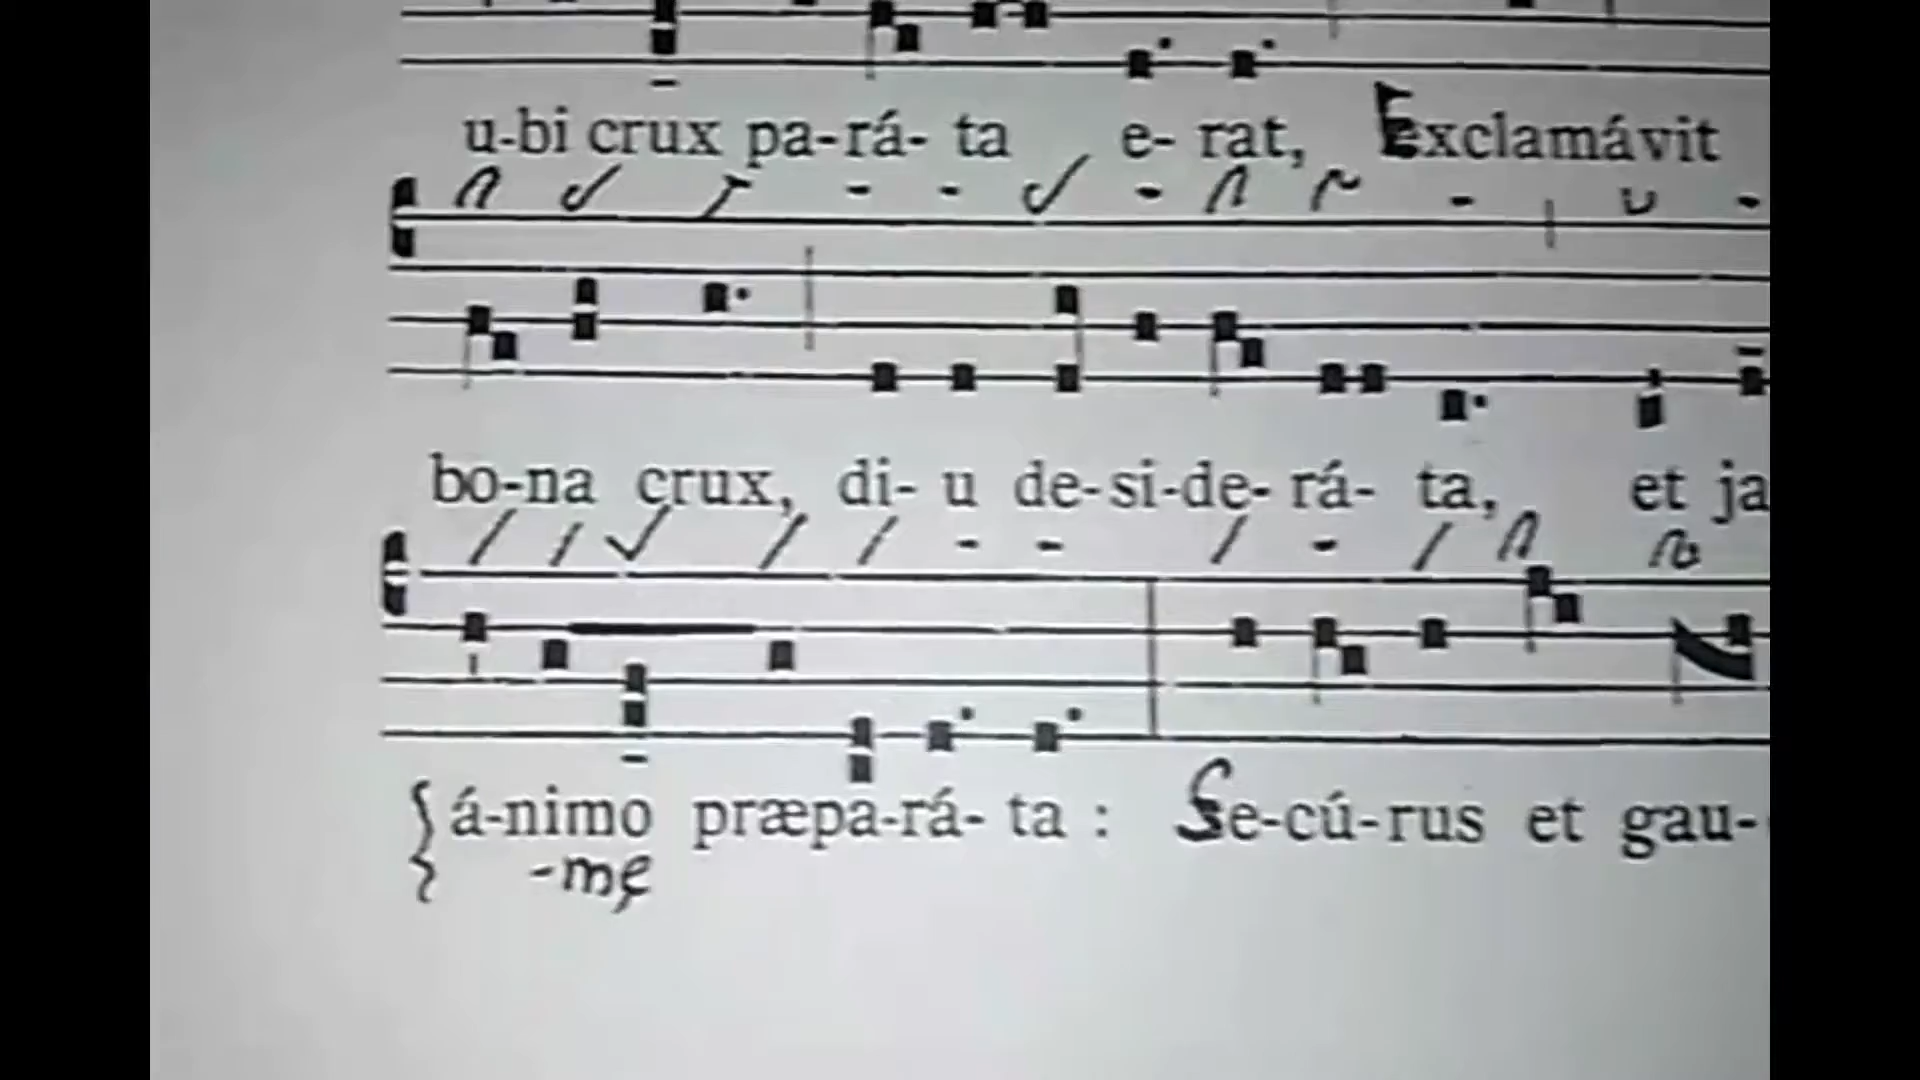 u-bi crux pa-rá- ta e- rat, Exclamávit
bo-na crux, di- u de-si-de- rá- ta, et ja
á-nimo præpa-rá- ta : Se-cú-rus et gau-
-mę